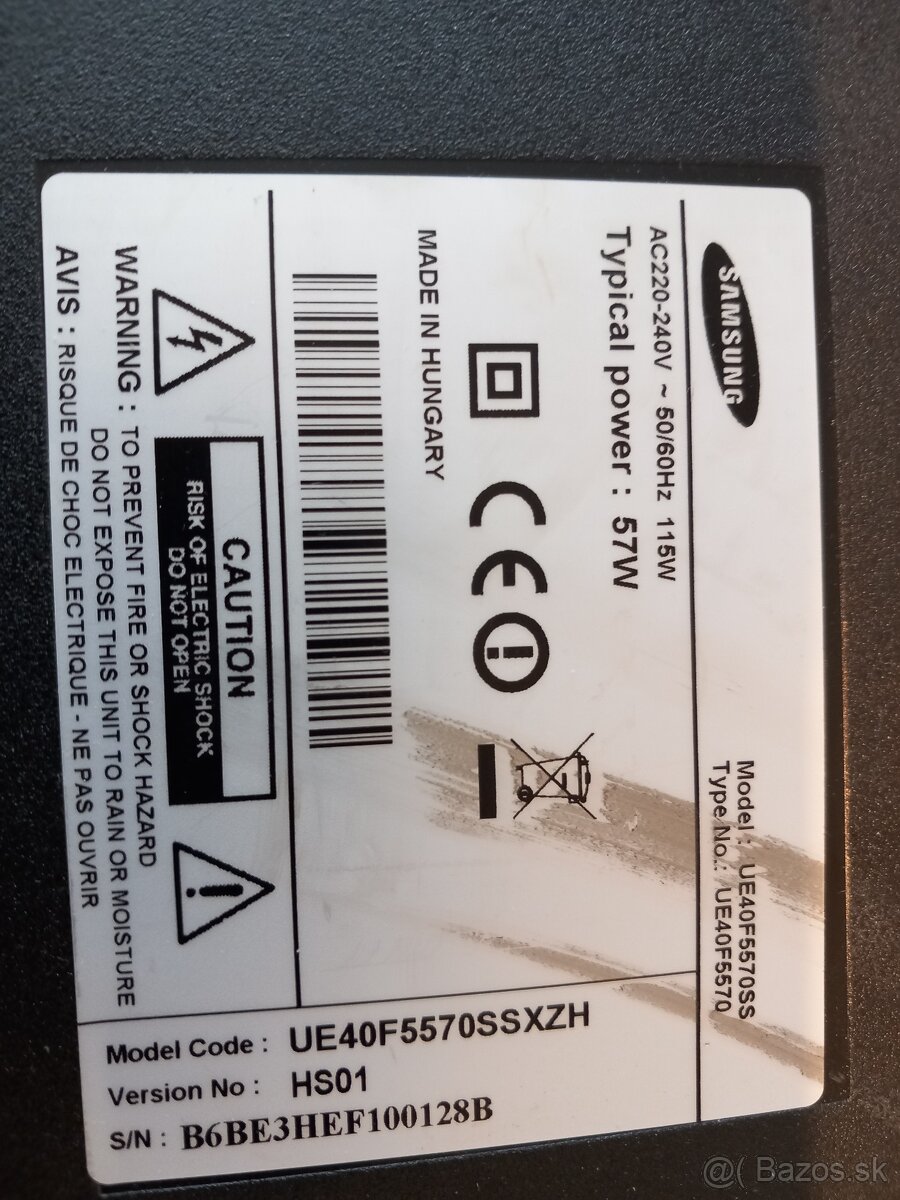 SAMSUNG
Model : UE40F5570SS
Type No.: UE40F5570
AC220-240V ~ 50/60Hz 115W
Typical power : 57W
CE
MADE IN HUNGARY
CAUTION
RISK OF ELECTRIC SHOCK
DO NOT OPEN
WARNING : TO PREVENT FIRE OR SHOCK HAZARD
DO NOT EXPOSE THIS UNIT TO RAIN OR MOISTURE
AVIS : RISQUE DE CHOC ELECTRIQUE - NE PAS OUVRIR
Model Code : UE40F5570SSXZH
Version No : HS01
S/N : B6BE3HEF100128B
@( Bazos.sk